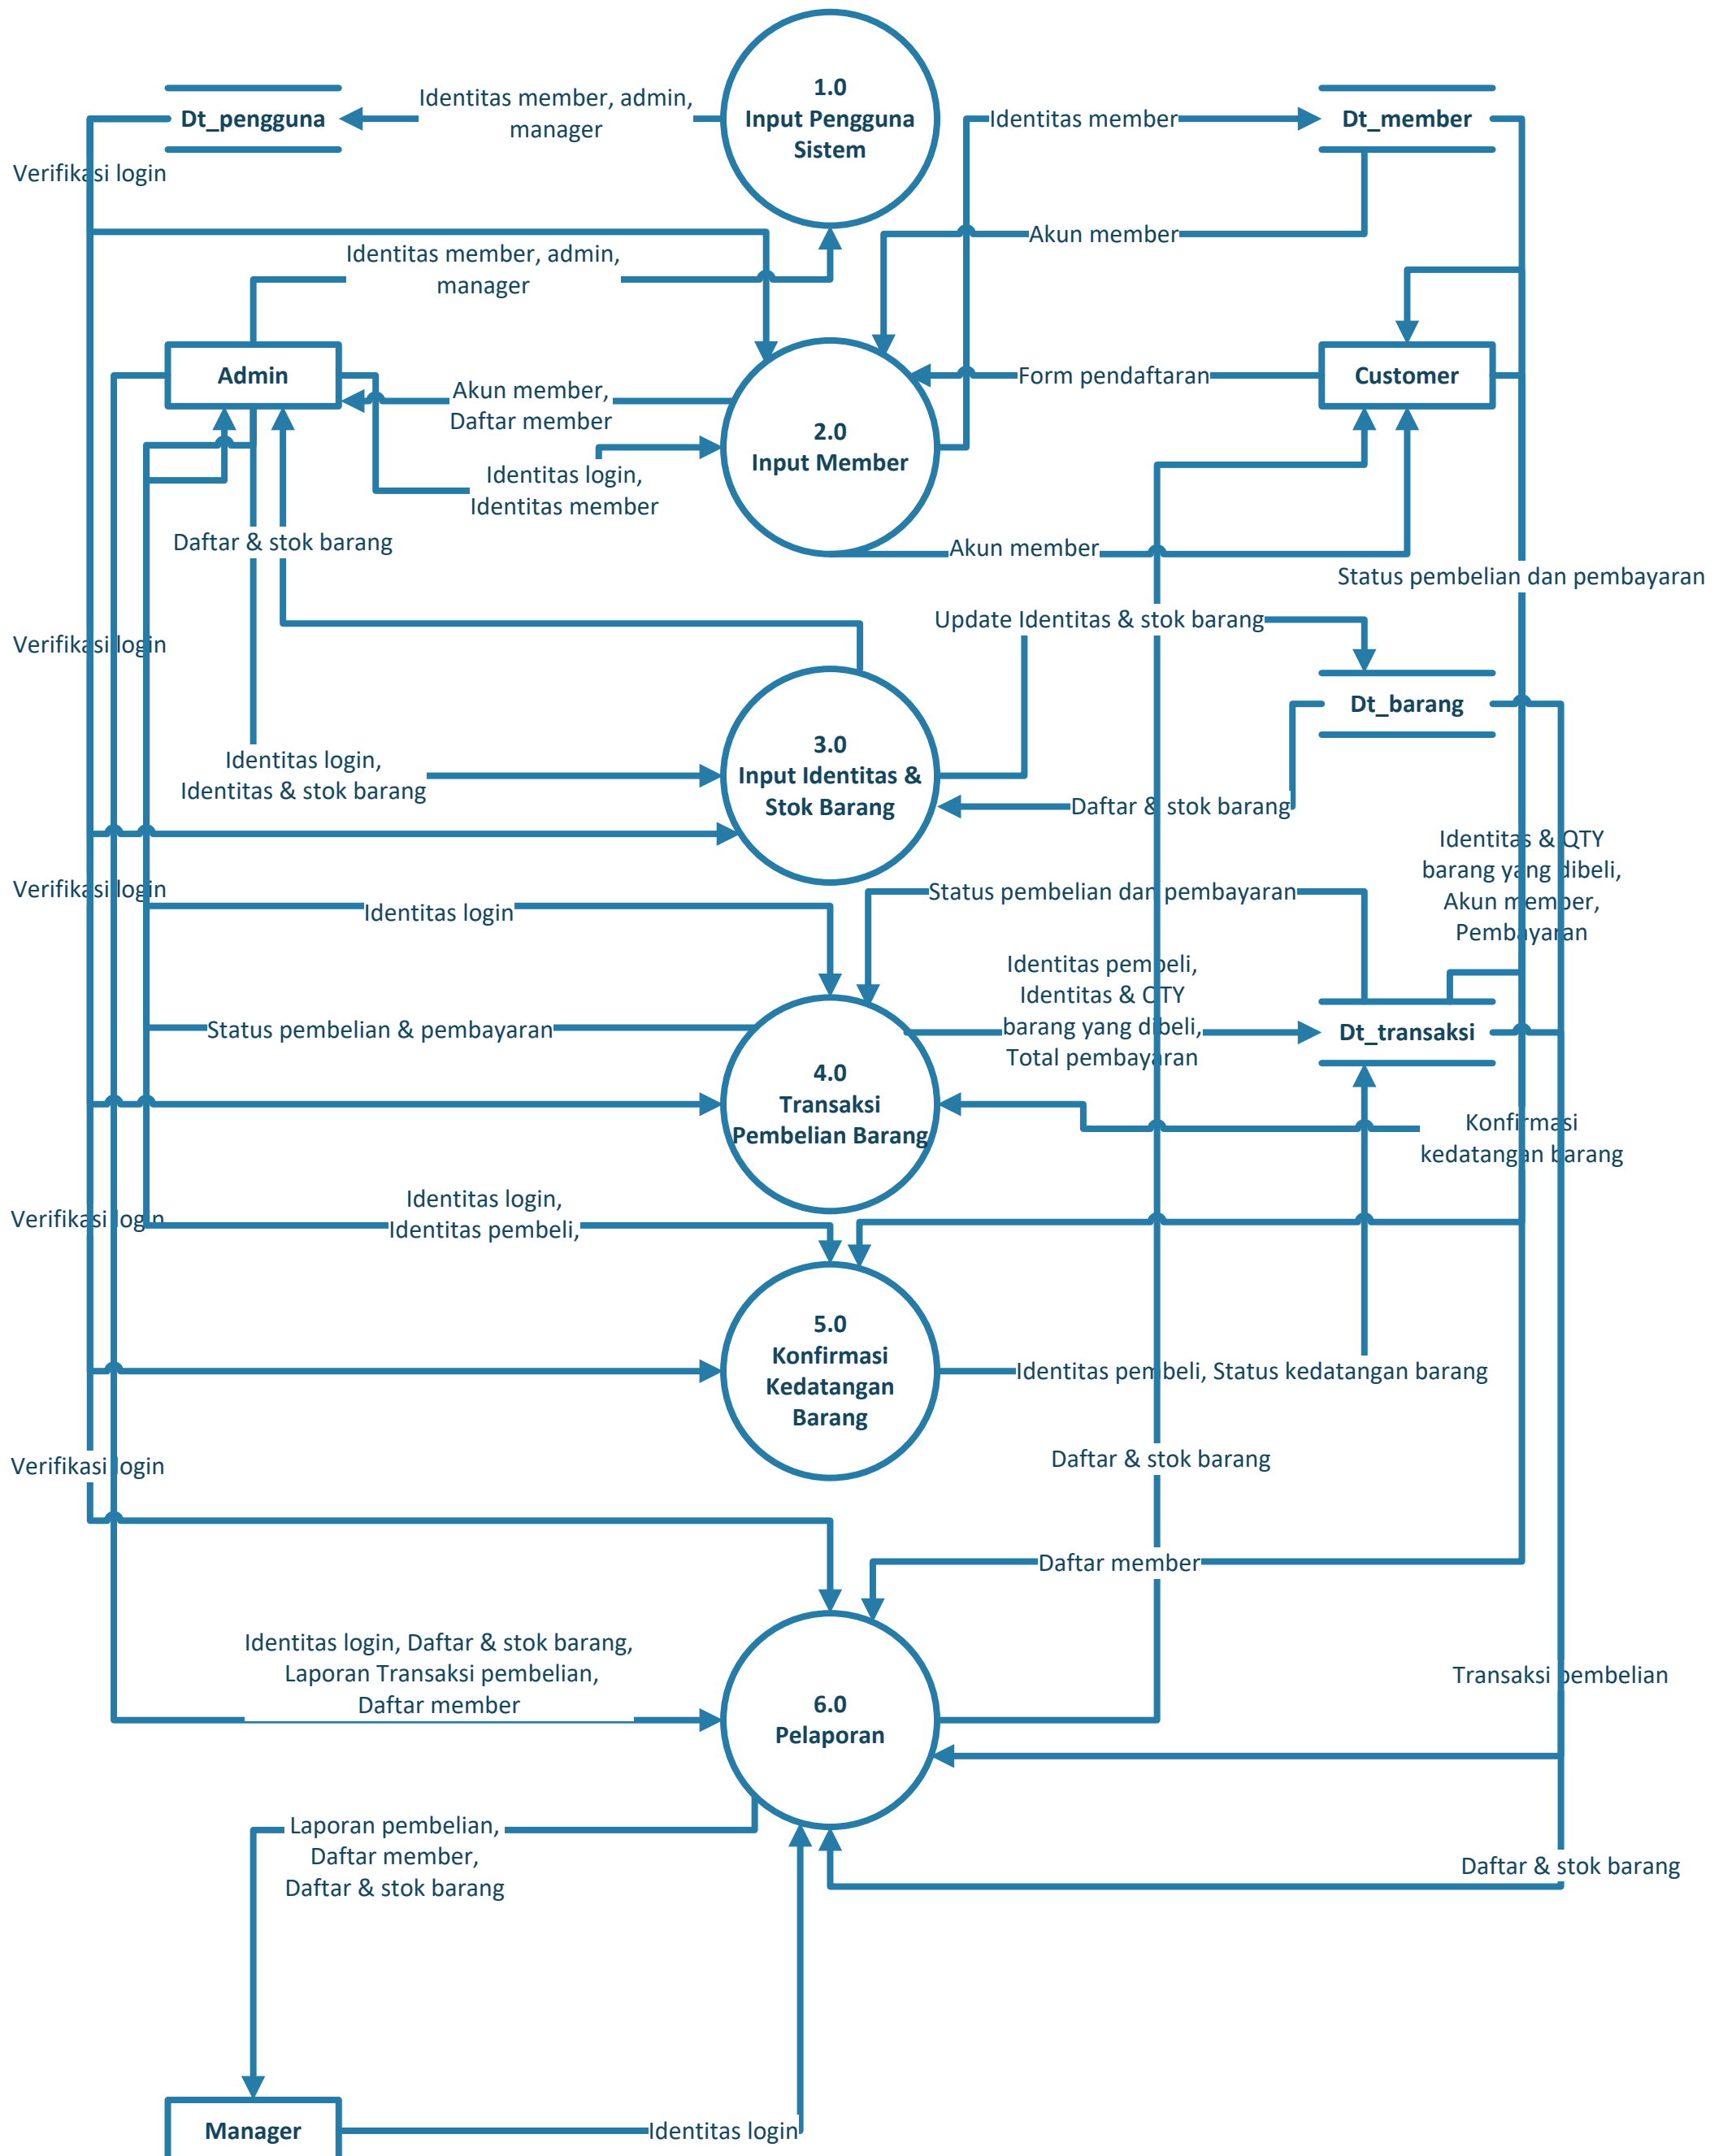 1.0
Input Pengguna
Sistem
Dt_pengguna
Identitas member, admin,
manager
Identitas member
Dt_member
Verifikasi login
Akun member
Identitas member, admin,
manager
Admin
Akun member,
Daftar member
Form pendaftaran
Customer
2.0
Input Member
Identitas login,
Identitas member
Daftar & stok barang
Akun member
Status pembelian dan pembayaran
Update Identitas & stok barang
Verifikasi login
Dt_barang
3.0
Input Identitas &
Stok Barang
Identitas login,
Identitas & stok barang
Daftar & stok barang
Identitas & QTY
barang yang dibeli,
Akun member,
Pembayaran
Verifikasi login
Status pembelian dan pembayaran
Identitas login
Identitas pembeli,
Identitas & QTY
barang yang dibeli,
Total pembayaran
Status pembelian & pembayaran
Dt_transaksi
4.0
Transaksi
Pembelian Barang
Konfirmasi
kedatangan barang
Verifikasi login
Identitas login,
Identitas pembeli,
5.0
Konfirmasi
Kedatangan
Barang
Identitas pembeli, Status kedatangan barang
Verifikasi login
Daftar & stok barang
Daftar member
Identitas login, Daftar & stok barang,
Laporan Transaksi pembelian,
Daftar member
6.0
Pelaporan
Transaksi pembelian
Laporan pembelian,
Daftar member,
Daftar & stok barang
Daftar & stok barang
Manager
Identitas login